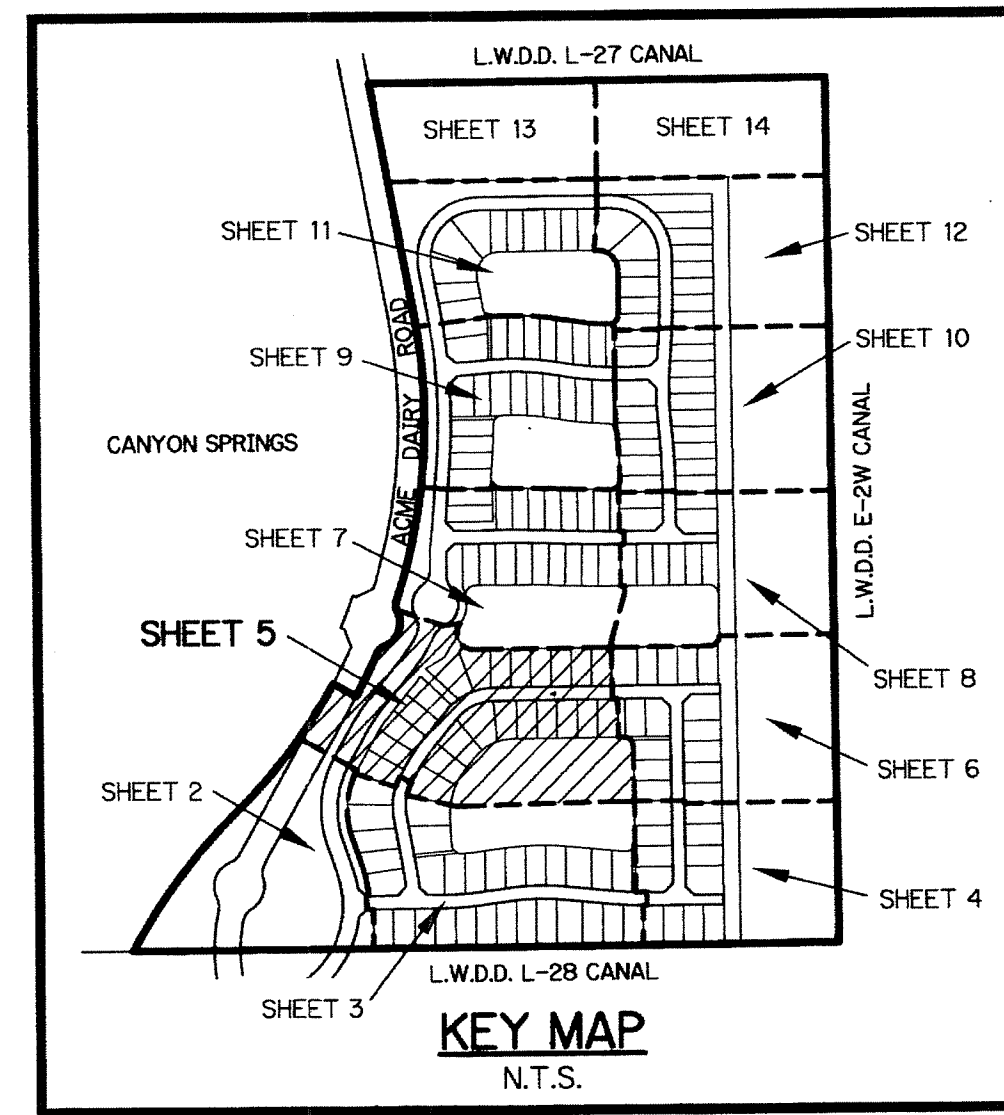 L.W.D.D. L-27 CANAL
SHEET 13
SHEET 14
SHEET 11
SHEET 12
ACME DAIRY ROAD
SHEET 9
SHEET 10
CANYON SPRINGS
L.W.D.D. E-2W CANAL
SHEET 7
SHEET 5
SHEET 8
SHEET 6
SHEET 2
SHEET 4
L.W.D.D. L-28 CANAL
SHEET 3
KEY MAP
N.T.S.